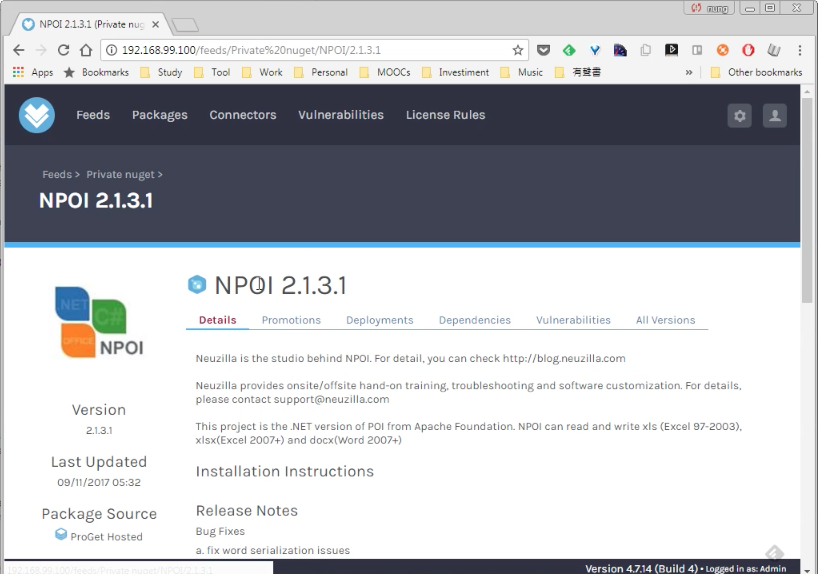 NPOI 2.1.3.1 (Private nug
192.168.99.100/feeds/Private%20nuget/NPOI/2.1.3.1
Apps Bookmarks Study Tool Work Personal MOOCs Investiment Music 有聲書 » Other bookmarks
Feeds Packages Connectors Vulnerabilities License Rules
Feeds > Private nuget >
NPOI 2.1.3.1
NPOI 2.1.3.1
.NET
C#
OFFICE
NPOI
Details Promotions Deployments Dependencies Vulnerabilities All Versions
Neuzilla is the studio behind NPOI. For detail, you can check http://blog.neuzilla.com
Neuzilla provides onsite/offsite hand-on training, troubleshooting and software customization. For details,
please contact support@neuzilla.com
This project is the .NET version of POI from Apache Foundation. NPOI can read and write xls (Excel 97-2003),
xlsx(Excel 2007+) and docx(Word 2007+)
Version
2.1.3.1
Last Updated
09/11/2017 05:32
Package Source
ProGet Hosted
Installation Instructions
Release Notes
Bug Fixes
a. fix word serialization issues
192.168.99.100/feeds/Private nuget/NPOI/2.1.3.1
Version 4.7.14 (Build 4) • Logged in as: Admin